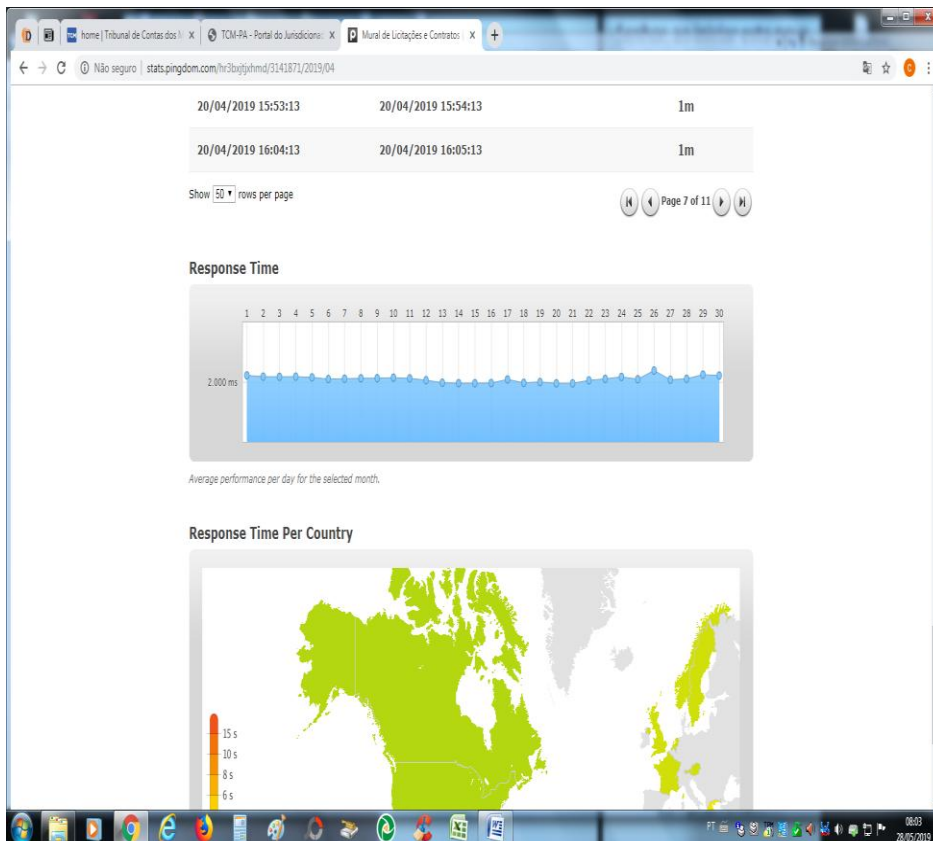 home | Tribunal de Contas dos M
TCM-PA - Portal do Jurisdiciona
Mural de Licitações e Contratos
Não seguro | stats.pingdom.com/hr3bxjtjxhmd/3141871/2019/04
20/04/2019 15:53:13 20/04/2019 15:54:13 1m
20/04/2019 16:04:13 20/04/2019 16:05:13 1m
Show 50 rows per page Page 7 of 11
Response Time
1 2 3 4 5 6 7 8 9 10 11 12 13 14 15 16 17 18 19 20 21 22 23 24 25 26 27 28 29 30
2.000 ms
Average performance per day for the selected month.
Response Time Per Country
15 s
10 s
8 s
6 s
PT 08:03
28/05/2019